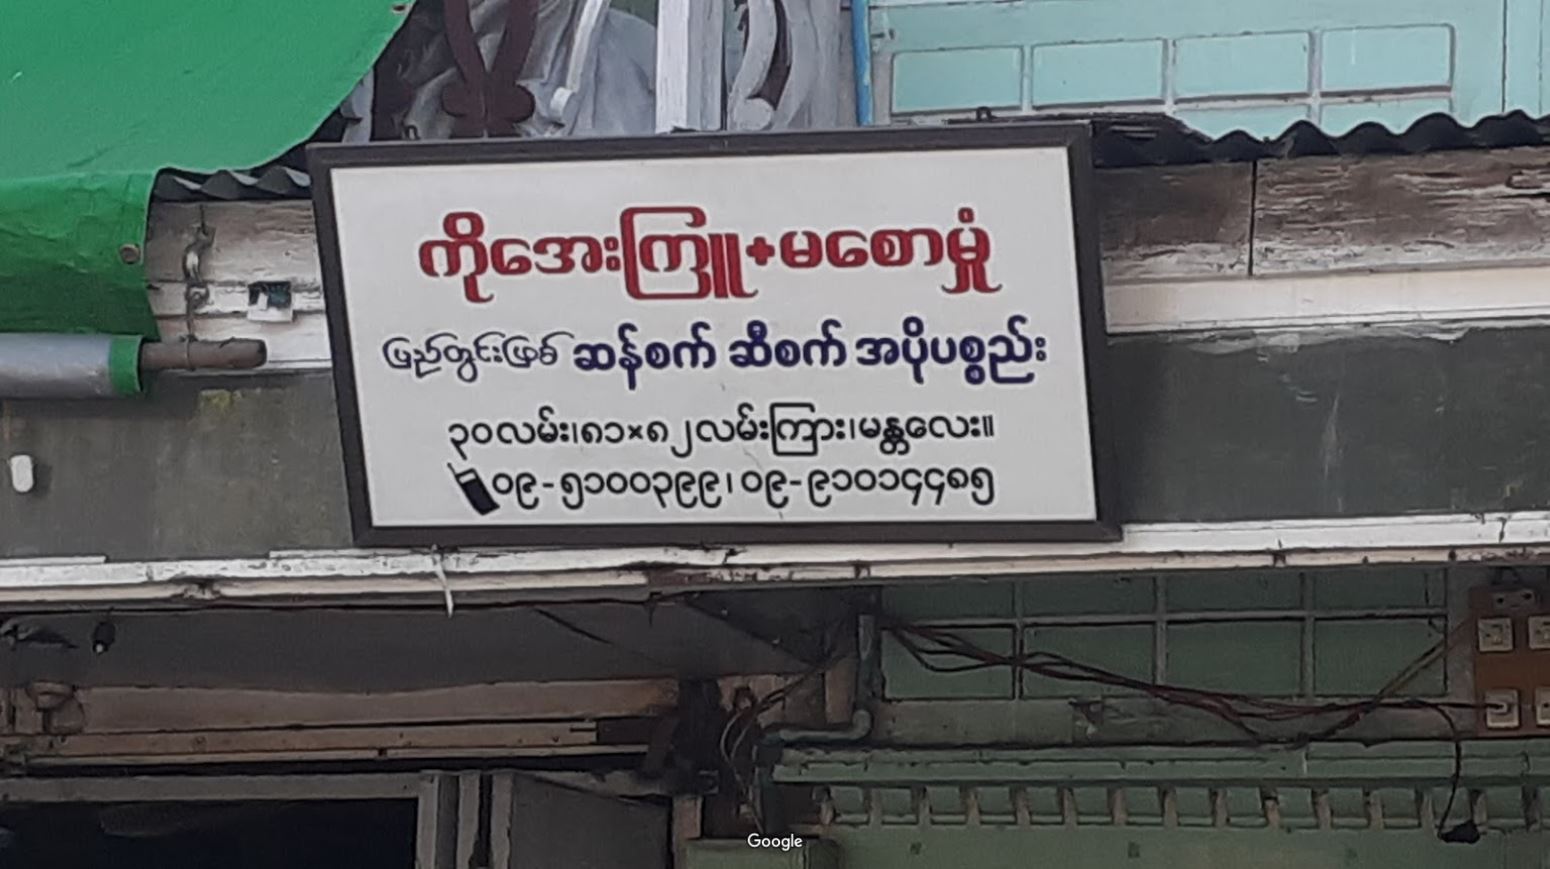 ကိုအေးကြူ+မစောမှုံ
ပြည်တွင်းဖြစ် ဆန်စက် ဆီစက် အပိုပစ္စည်း
၃၀လမ်း၊၈၁×၈၂လမ်းကြား၊မန္တလေး။
၀၉-၅၁၀၀၃၉၉၊၀၉-၉၁၀၁၄၄၈၅
Google